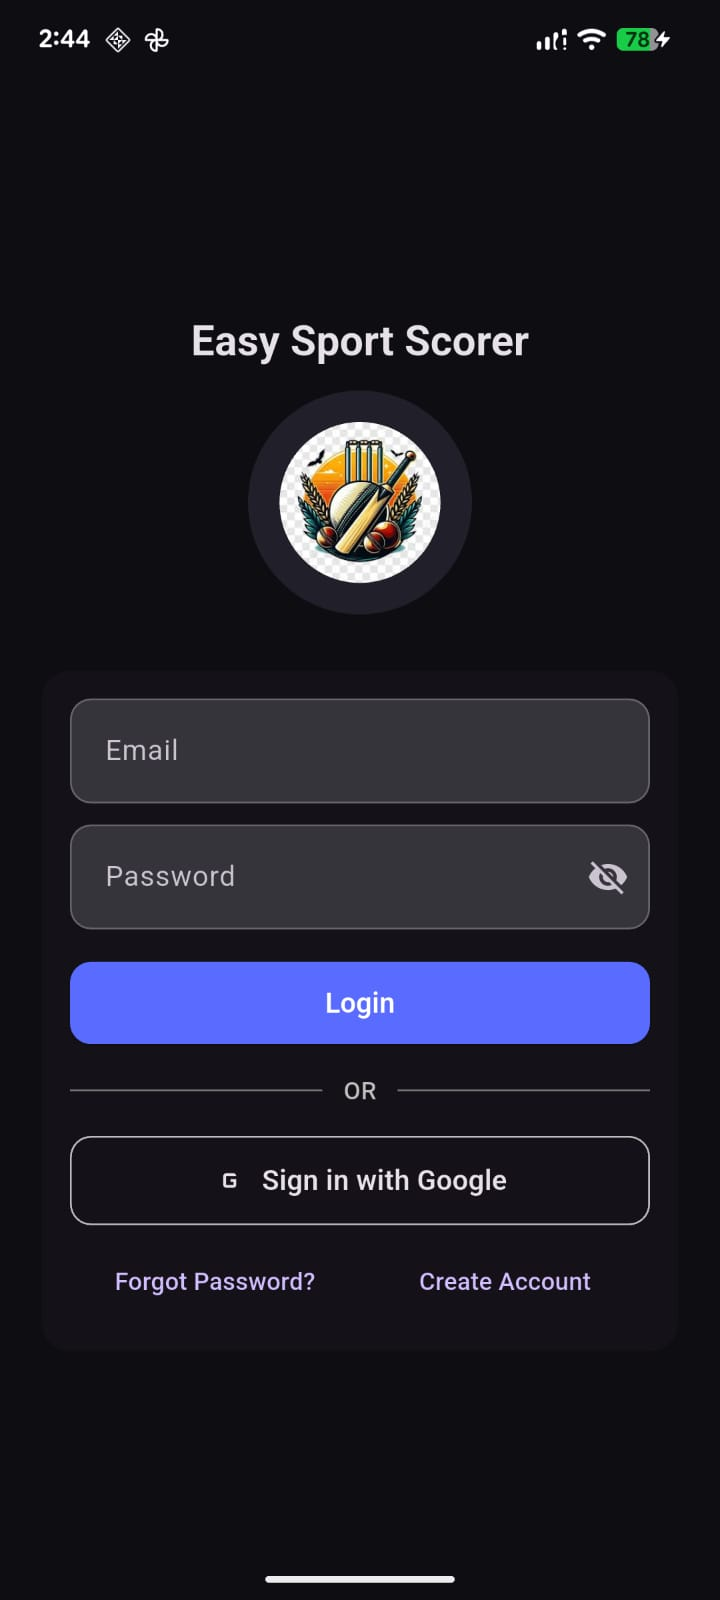 2:44 78
Easy Sport Scorer
Email
Password
Login
OR
G Sign in with Google
Forgot Password? Create Account